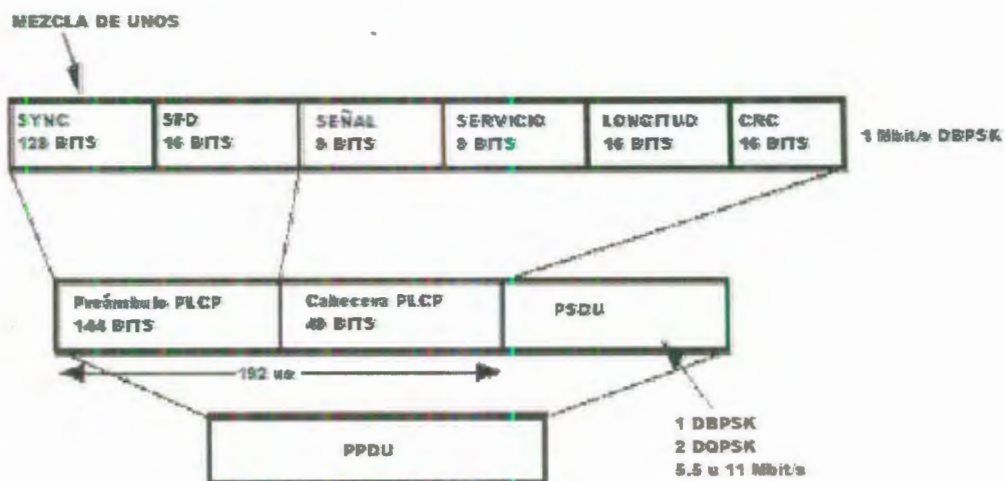 MEZCLA DE UNOS
SYNC
128 BITS
SFD
16 BITS
SEÑAL
8 BITS
SERVICIO
8 BITS
LONGITUD
16 BITS
CRC
16 BITS
1 Mbit/s DBPSK
Preámbulo PLCP
144 BITS
Cabecera PLCP
48 BITS
PSDU
192 us
PPDU
1 DBPSK
2 DQPSK
5.5 u 11 Mbit/s